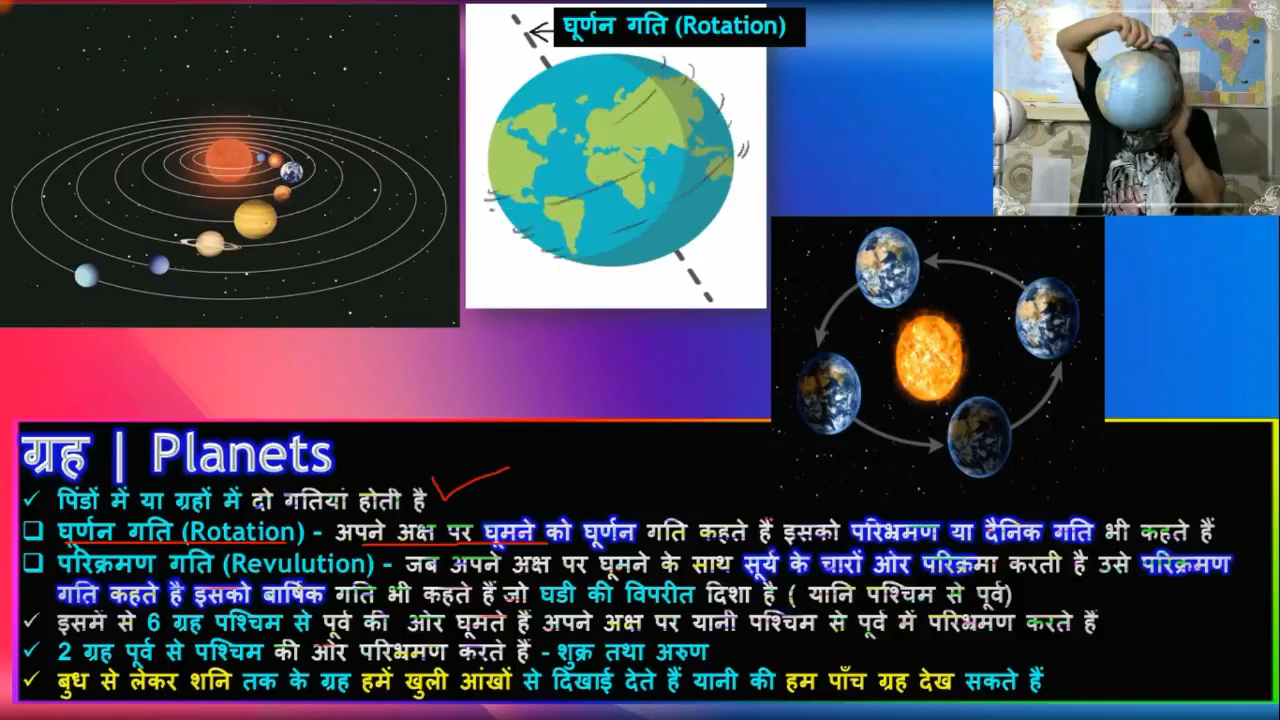 घूर्णन गति (Rotation)
ग्रह | Planets
✓ पिंडों में या ग्रहों में दो गतियां होती है
❑ घूर्णन गति (Rotation) - अपने अक्ष पर घूमने को घूर्णन गति कहते हैं इसको परिभ्रमण या दैनिक गति भी कहते हैं
❑ परिक्रमण गति (Revulution) - जब अपने अक्ष पर घूमने के साथ सूर्य के चारों ओर परिक्रमा करती है उसे परिक्रमण
गति कहते है इसको बार्षिक गति भी कहते हैं जो घडी की विपरीत दिशा है ( यानि पश्चिम से पूर्व)
✓ इसमें से 6 ग्रह पश्चिम से पूर्व की ओर घूमते हैं अपने अक्ष पर यानी पश्चिम से पूर्व में परिभ्रमण करते हैं
✓ 2 ग्रह पूर्व से पश्चिम की ओर परिभ्रमण करते हैं - शुक्र तथा अरुण
✓ बुध से लेकर शनि तक के ग्रह हमें खुली आंखों से दिखाई देते हैं यानी की हम पाँच ग्रह देख सकते हैं